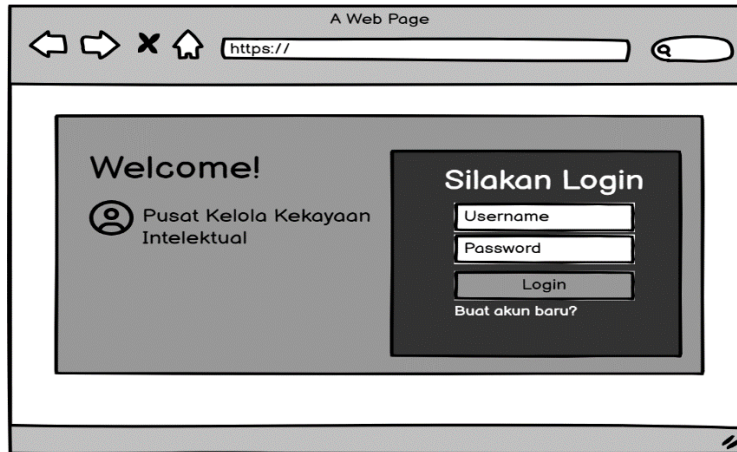 A Web Page
https://
Welcome!
Pusat Kelola Kekayaan
Intelektual
Silakan Login
Username
Password
Login
Buat akun baru?